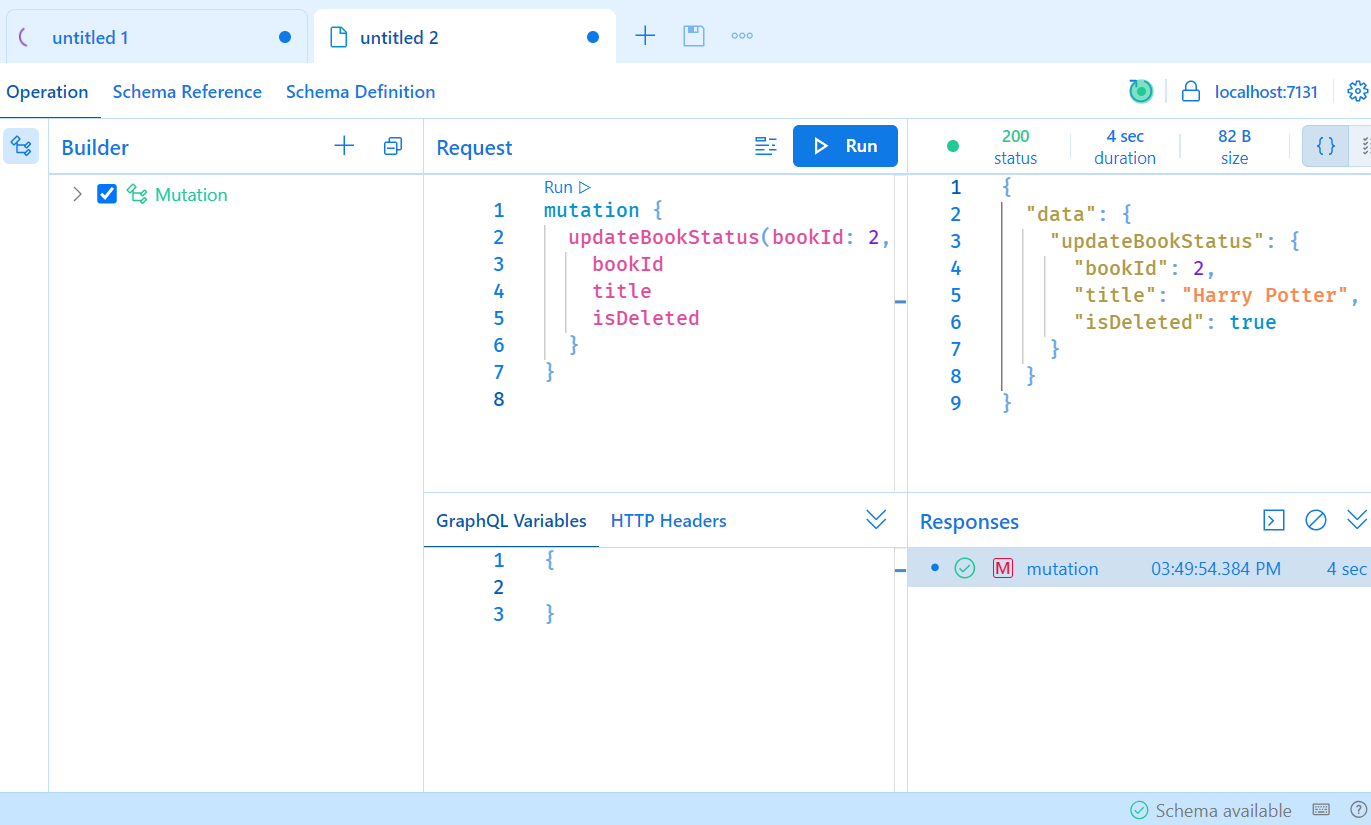 untitled 1
untitled 2
Operation
Schema Reference
Schema Definition
localhost:7131
Builder
Mutation
Request
Run
Run
1 mutation {
2 updateBookStatus(bookId: 2,
3 bookId
4 title
5 isDeleted
6 }
7 }
8
200
status
4 sec
duration
82 B
size
{ }
1 {
2 "data": {
3 "updateBookStatus": {
4 "bookId": 2,
5 "title": "Harry Potter",
6 "isDeleted": true
7 }
8 }
9 }
GraphQL Variables
HTTP Headers
1 {
2
3 }
Responses
M mutation 03:49:54.384 PM 4 sec
Schema available